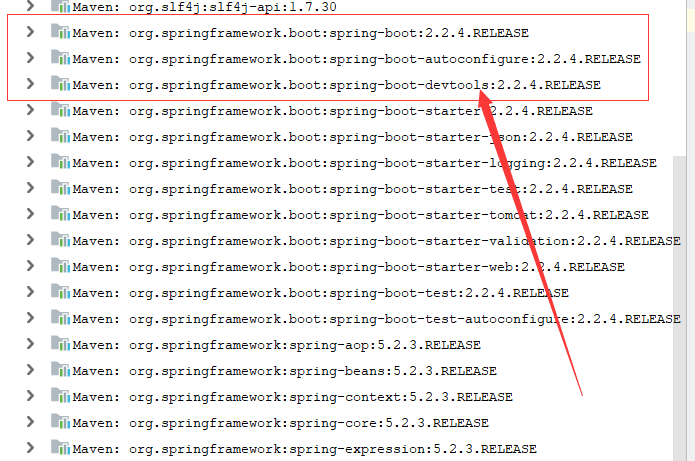 Maven: org.slf4j:slf4j-api:1.7.30
Maven: org.springframework.boot:spring-boot:2.2.4.RELEASE
Maven: org.springframework.boot:spring-boot-autoconfigure:2.2.4.RELEASE
Maven: org.springframework.boot:spring-boot-devtools:2.2.4.RELEASE
Maven: org.springframework.boot:spring-boot-starter:2.2.4.RELEASE
Maven: org.springframework.boot:spring-boot-starter-json:2.2.4.RELEASE
Maven: org.springframework.boot:spring-boot-starter-logging:2.2.4.RELEASE
Maven: org.springframework.boot:spring-boot-starter-test:2.2.4.RELEASE
Maven: org.springframework.boot:spring-boot-starter-tomcat:2.2.4.RELEASE
Maven: org.springframework.boot:spring-boot-starter-validation:2.2.4.RELEASE
Maven: org.springframework.boot:spring-boot-starter-web:2.2.4.RELEASE
Maven: org.springframework.boot:spring-boot-test:2.2.4.RELEASE
Maven: org.springframework.boot:spring-boot-test-autoconfigure:2.2.4.RELEASE
Maven: org.springframework:spring-aop:5.2.3.RELEASE
Maven: org.springframework:spring-beans:5.2.3.RELEASE
Maven: org.springframework:spring-context:5.2.3.RELEASE
Maven: org.springframework:spring-core:5.2.3.RELEASE
Maven: org.springframework:spring-expression:5.2.3.RELEASE